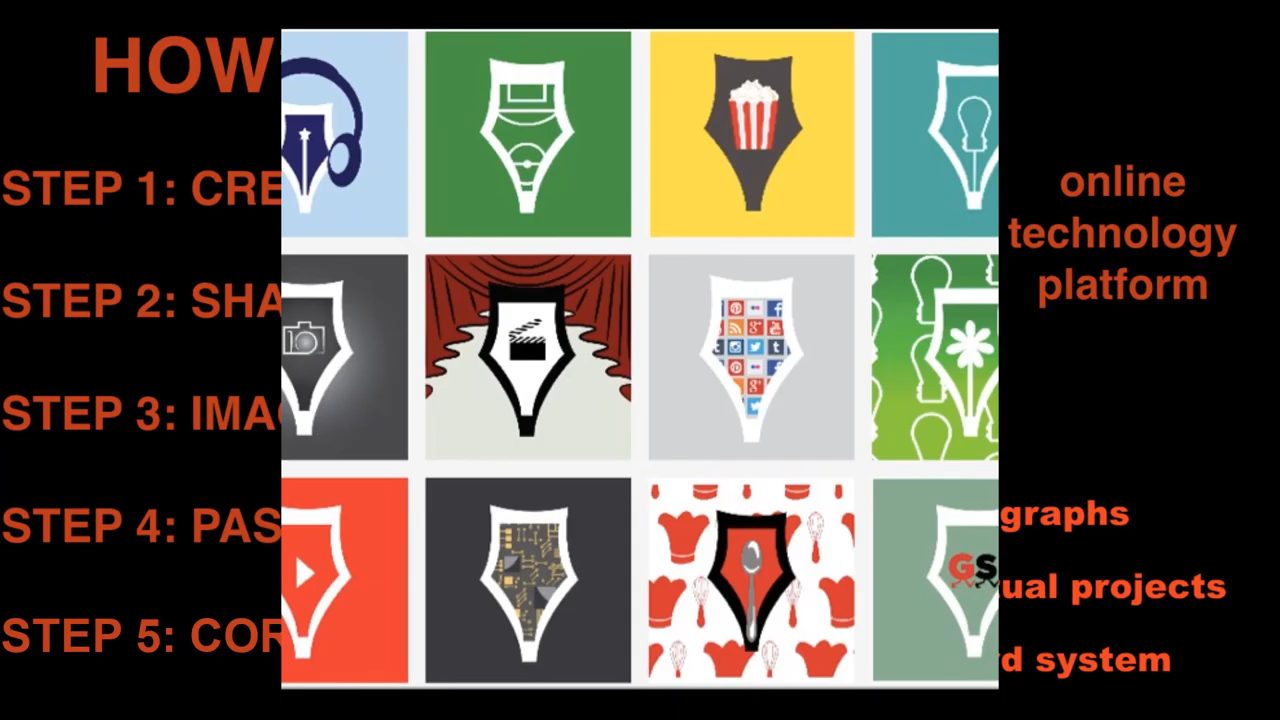 HOW
STEP 1: CRE
STEP 2: SHA
STEP 3: IMA
STEP 4: PAS
STEP 5: COR
online
technology
platform
GS
graphs
ual projects
d system